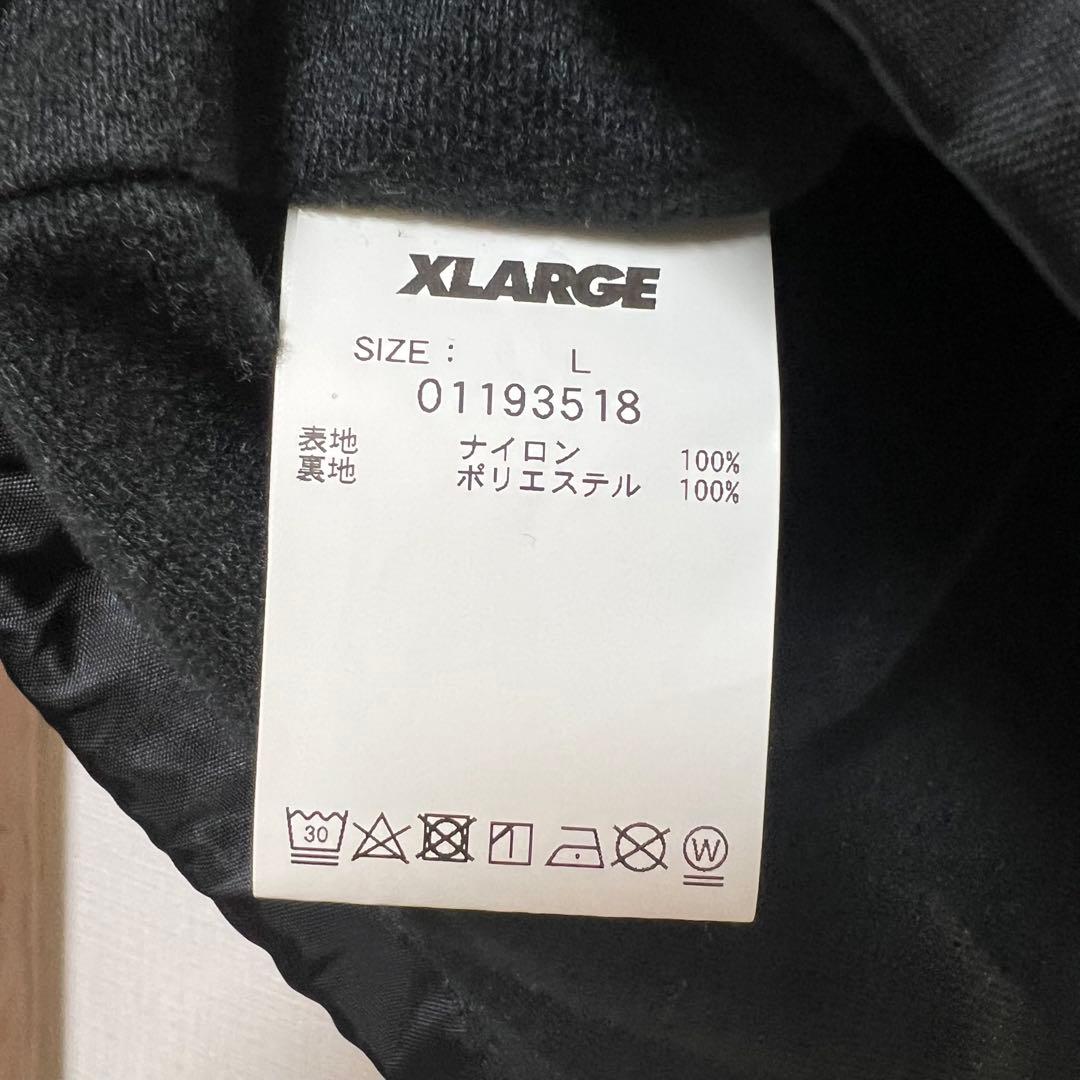 XLARGE
SIZE : L
01193518
表地 ナイロン 100%
裏地 ポリエステル 100%
30
W